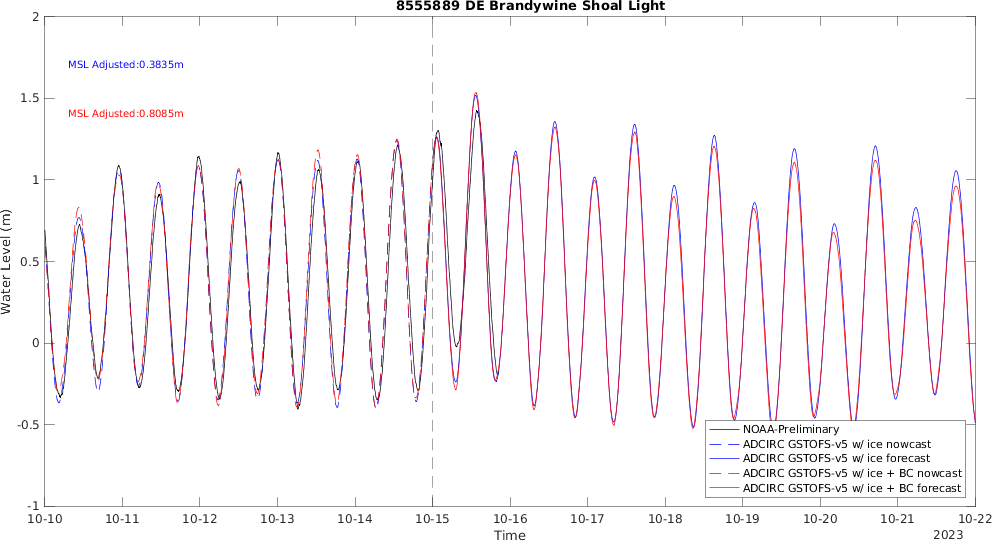 8555889 DE Brandywine Shoal Light
MSL Adjusted:0.3835m
MSL Adjusted:0.8085m
Water Level (m)
2
1.5
1
0.5
0
-0.5
-1
10-10 10-11 10-12 10-13 10-14 10-15 10-16 10-17 10-18 10-19 10-20 10-21 10-22
Time
2023
NOAA-Preliminary
ADCIRC GSTOFS-v5 w/ ice nowcast
ADCIRC GSTOFS-v5 w/ ice forecast
ADCIRC GSTOFS-v5 w/ ice + BC nowcast
ADCIRC GSTOFS-v5 w/ ice + BC forecast